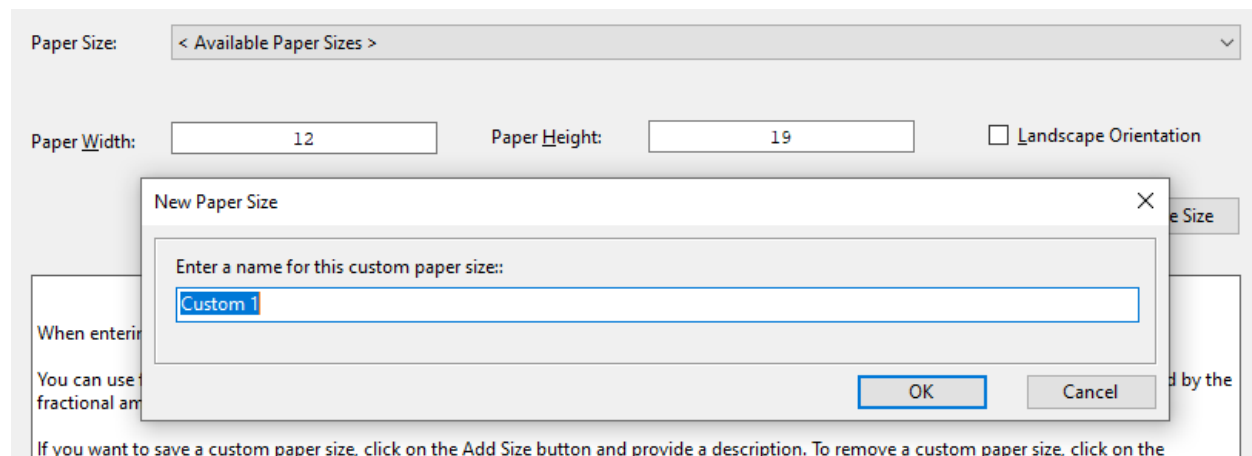 Paper Size: < Available Paper Sizes >
Paper Width: 12 Paper Height: 19 Landscape Orientation
New Paper Size
e Size
Enter a name for this custom paper size::
Custom 1
When enterin
You can use d by the
fractional am
OK Cancel
If you want to save a custom paper size, click on the Add Size button and provide a description. To remove a custom paper size, click on the